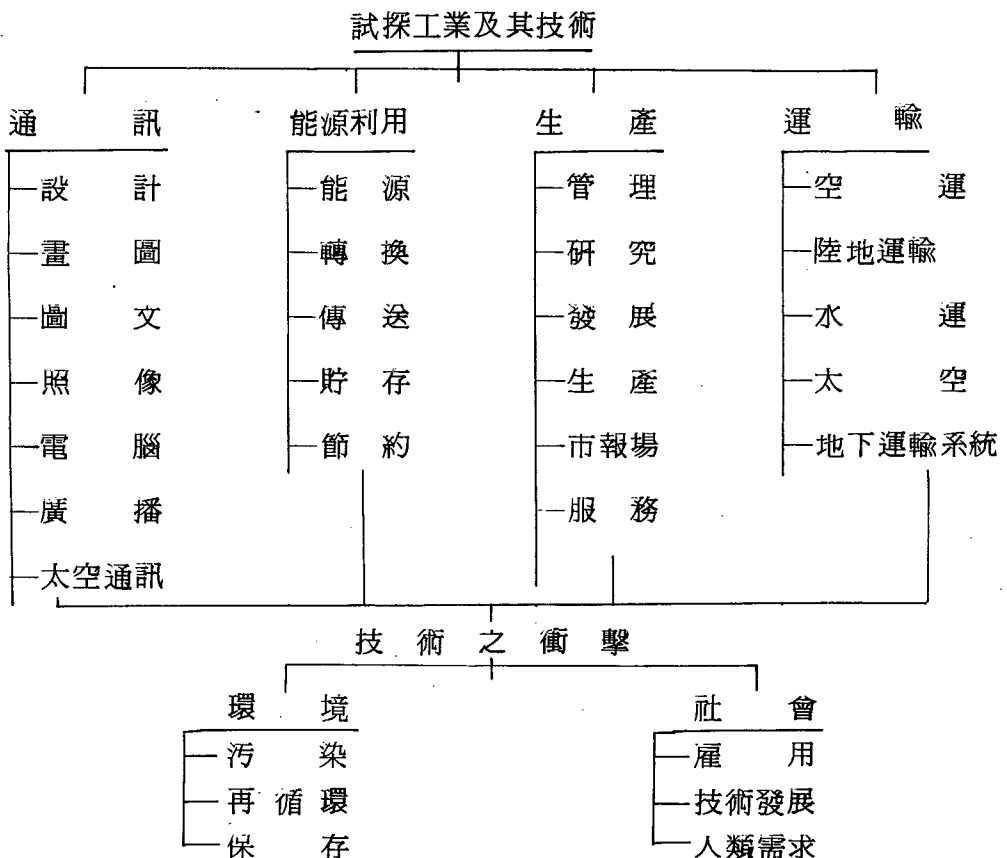 試探工業及其技術
通訊 能源利用 生產 運輸
設計 能源 管理 空運
畫圖 轉換 研究 陸地運輸
圖文 傳送 發展 水運
照像 貯存 生產 太空
電腦 節約 市報場 地下運輸系統
廣播 服務
太空通訊
技術之衝擊
環境 社會
汚染 雇用
再循環 技術發展
保存 人類需求